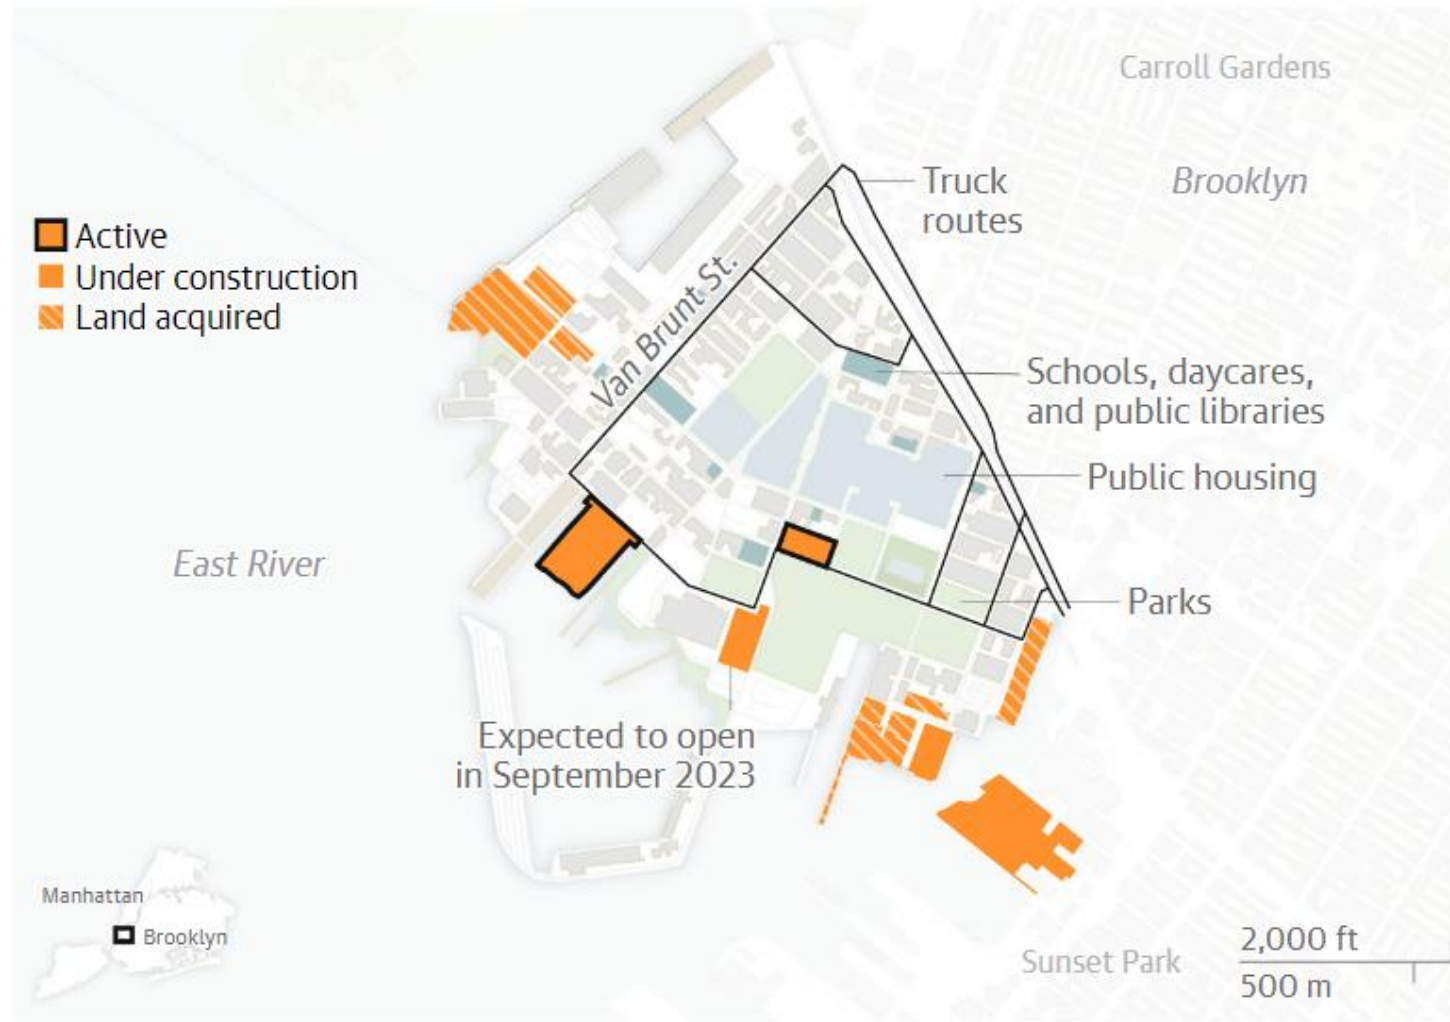 Carroll Gardens
Truck
routes
Brooklyn
Active
Under construction
Land acquired
Van Brunt St.
Schools, daycares,
and public libraries
Public housing
East River
Parks
Expected to open
in September 2023
Manhattan
Brooklyn
Sunset Park
2,000 ft
500 m